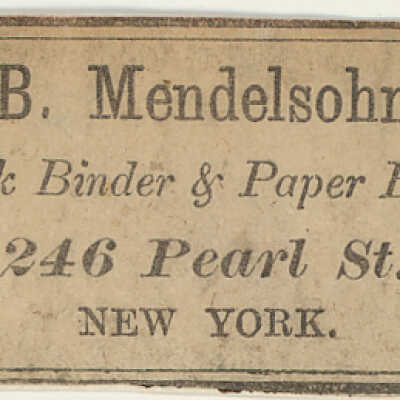 B. Mendelsohn
k Binder & Paper B
246 Pearl St.
NEW YORK.